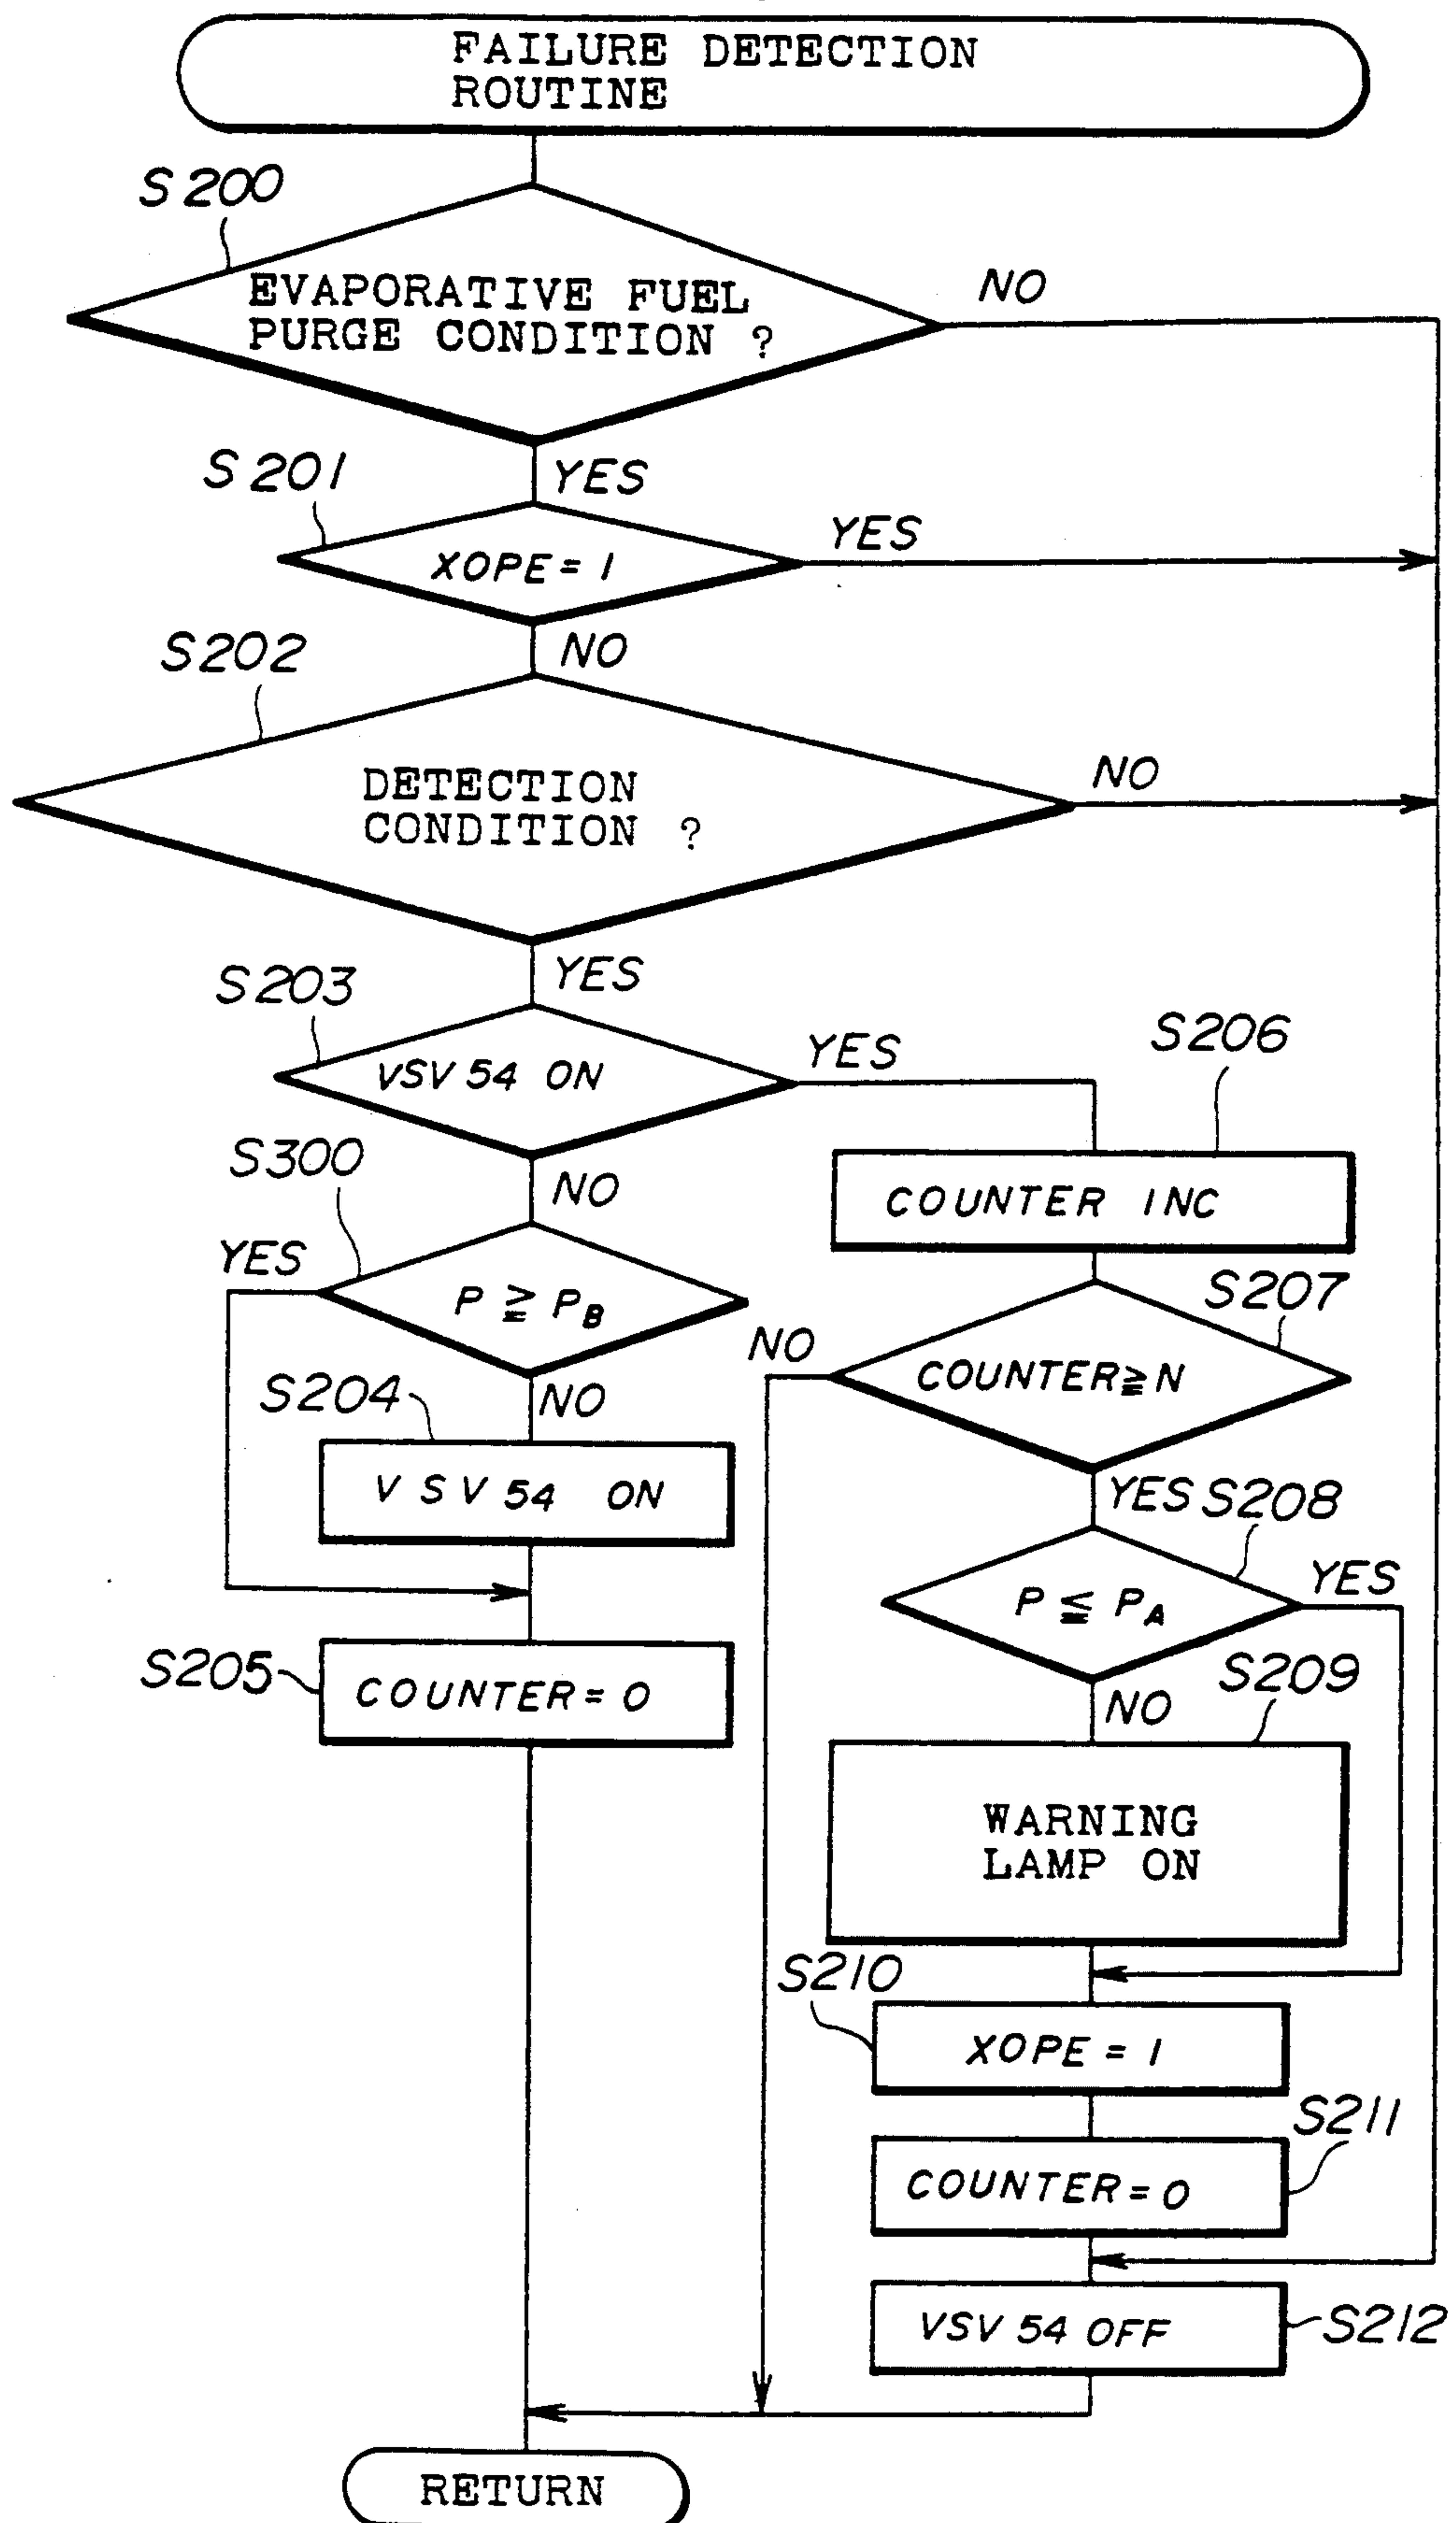 FAILURE DETECTION
ROUTINE
S200
EVAPORATIVE FUEL
PURGE CONDITION ?
NO
YES
S201
XOPE = 1
YES
NO
S202
DETECTION
CONDITION ?
NO
YES
S203
VSV 54 ON
YES
NO
S206
COUNTER INC
S300
YES
P ≧ PB
NO
S207
NO
COUNTER≧N
YES
S204
VSV 54 ON
S208
P ≦ PA
YES
NO
S205
COUNTER = 0
S209
WARNING
LAMP ON
S210
XOPE = 1
S211
COUNTER = 0
VSV 54 OFF
S212
RETURN